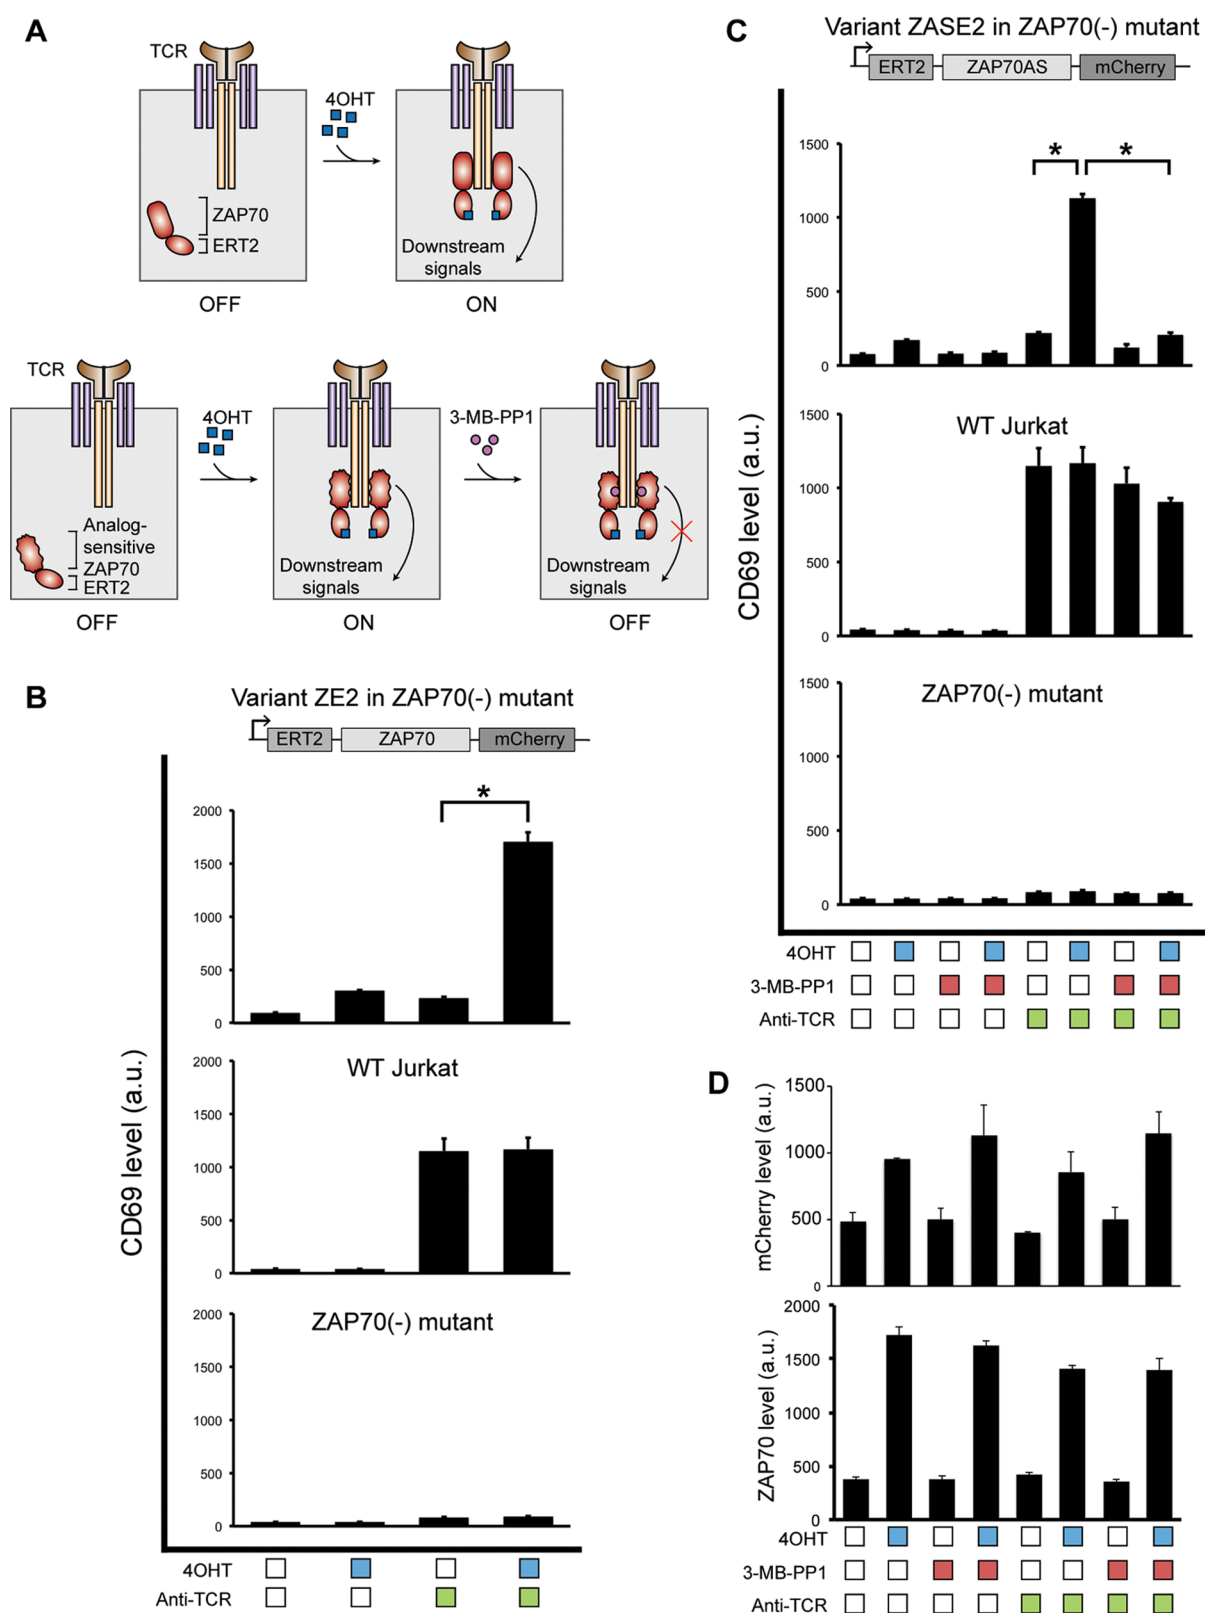 A
TCR
4OHT
ZAP70
ERT2
Downstream
signals
OFF
ON
TCR
4OHT
3-MB-PP1
Analog-
sensitive
ZAP70
ERT2
Downstream
signals
Downstream
signals
OFF
ON
OFF
B
Variant ZE2 in ZAP70(-) mutant
ERT2 ZAP70 mCherry
CD69 level (a.u.)
2000
1500
1000
500
0
*
WT Jurkat
2000
1500
1000
500
0
ZAP70(-) mutant
2000
1500
1000
500
0
4OHT
Anti-TCR
C
Variant ZASE2 in ZAP70(-) mutant
ERT2 ZAP70AS mCherry
CD69 level (a.u.)
1500
1000
500
0
* *
WT Jurkat
1500
1000
500
0
ZAP70(-) mutant
1500
1000
500
0
4OHT
3-MB-PP1
Anti-TCR
D
mCherry level (a.u.)
1500
1000
500
0
ZAP70 level (a.u.)
2000
1500
1000
500
0
4OHT
3-MB-PP1
Anti-TCR